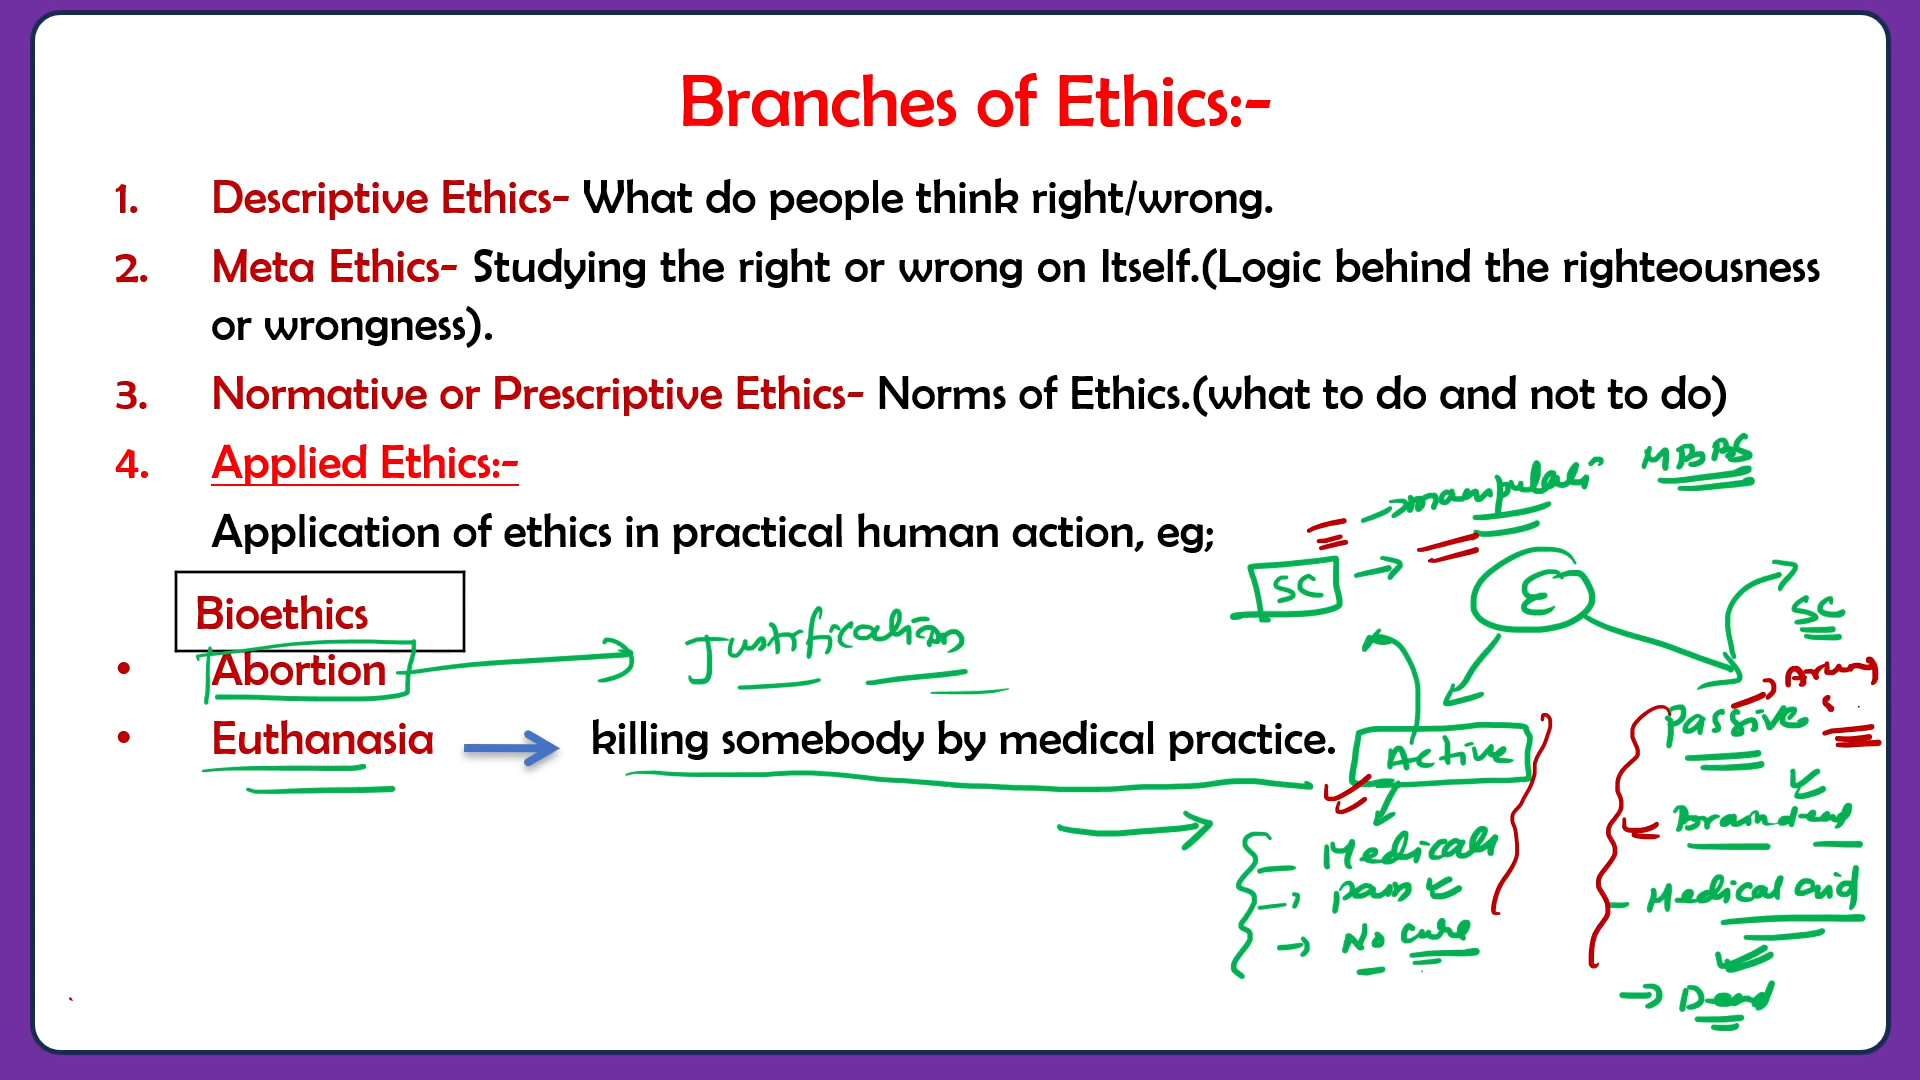 Branches of Ethics:-
1. Descriptive Ethics- What do people think right/wrong.
2. Meta Ethics- Studying the right or wrong on Itself.(Logic behind the righteousness
or wrongness).
3. Normative or Prescriptive Ethics- Norms of Ethics.(what to do and not to do)
4. Applied Ethics:-
MBBS
Application of ethics in practical human action, eg;
SC
E
SC
Bioethics
Justification
• Abortion
Passive
• Euthanasia → killing somebody by medical practice.
Active
Medical
No cure
Medical aid
Dead